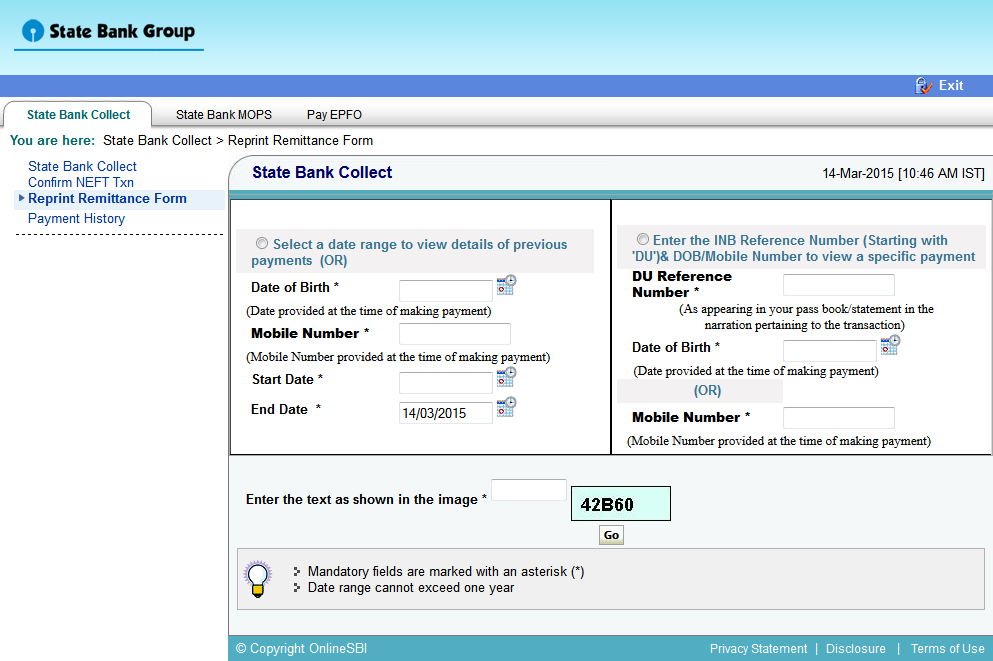 State Bank Group
Exit
State Bank Collect State Bank MOPS Pay EPFO
You are here: State Bank Collect > Reprint Remittance Form
State Bank Collect
Confirm NEFT Txn
Reprint Remittance Form
Payment History
State Bank Collect 14-Mar-2015 [10:46 AM IST]
Select a date range to view details of previous
payments (OR)
Date of Birth *
(Date provided at the time of making payment)
Mobile Number *
(Mobile Number provided at the time of making payment)
Start Date *
End Date * 14/03/2015
Enter the INB Reference Number (Starting with
'DU')& DOB/Mobile Number to view a specific payment
DU Reference
Number *
(As appearing in your pass book/statement in the
narration pertaining to the transaction)
Date of Birth *
(Date provided at the time of making payment)
(OR)
Mobile Number *
(Mobile Number provided at the time of making payment)
Enter the text as shown in the image * 42B60
Go
Mandatory fields are marked with an asterisk (*)
Date range cannot exceed one year
© Copyright OnlineSBI Privacy Statement | Disclosure | Terms of Use